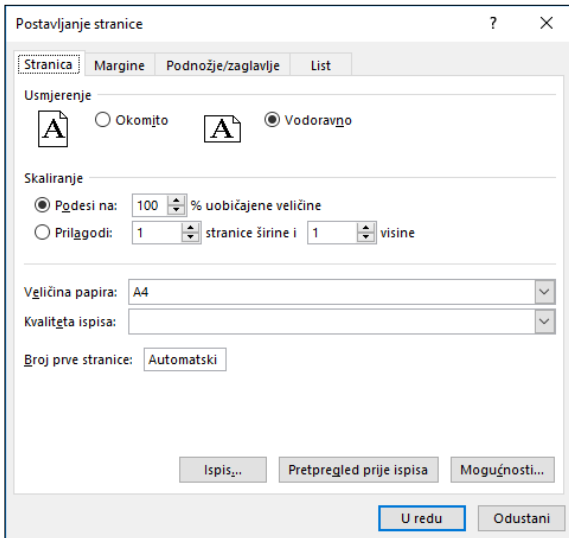 Postavljanje stranice ? ×
Stranica Margine Podnožje/zaglavlje List
Usmjerenje
A Okomito A Vodoravno
Skaliranje
Podesi na: 100 % uobičajene veličine
Prilagodi: 1 stranice širine i 1 visine
Veličina papira: A4
Kvaliteta ispisa:
Broj prve stranice: Automatski
Ispis... Pretpregled prije ispisa Mogućnosti...
U redu Odustani